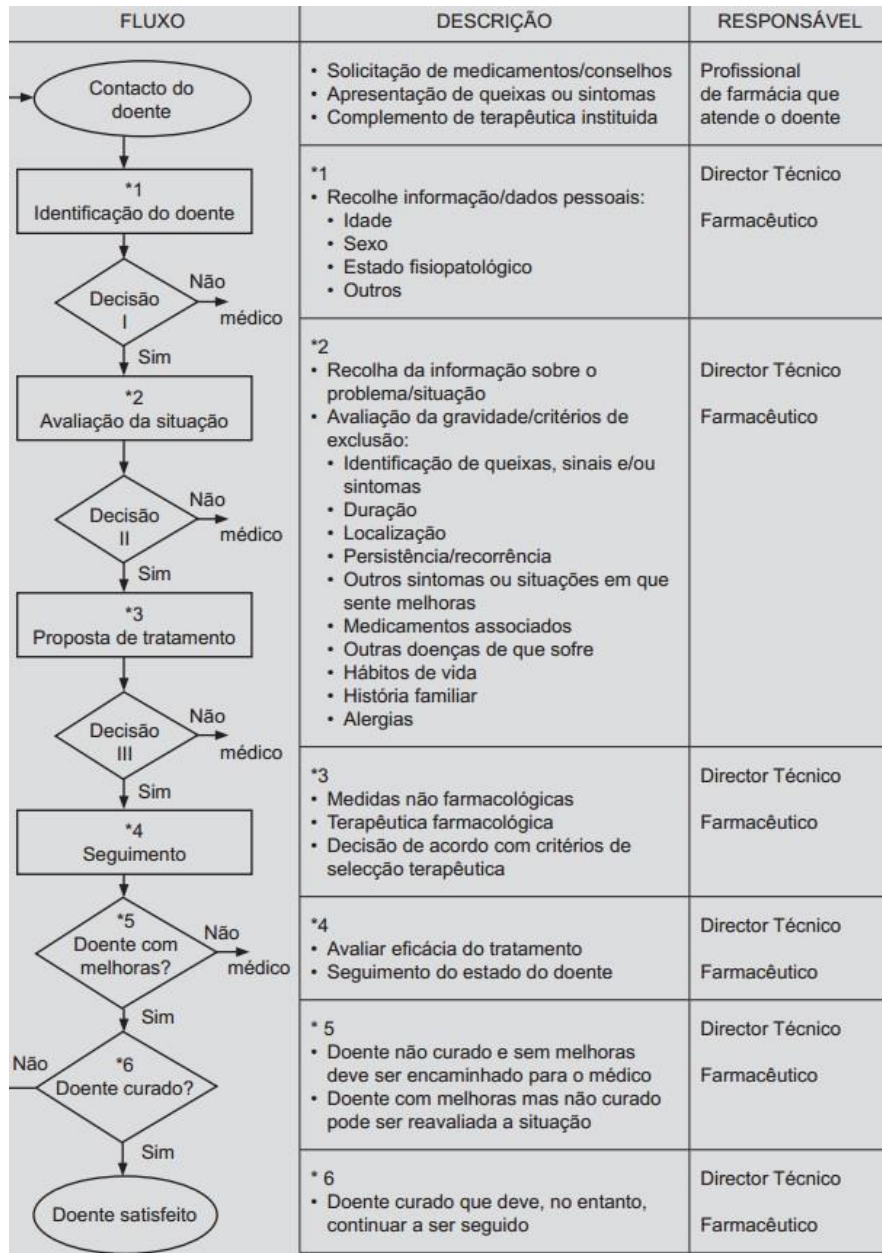 FLUXO
DESCRIÇÃO
RESPONSÁVEL
Contacto do
doente
• Solicitação de medicamentos/conselhos
• Apresentação de queixas ou sintomas
• Complemento de terapêutica instituida
Profissional
de farmácia que
atende o doente
*1
Identificação do doente
Decisão
I
Não
médico
Sim
*1
• Recolhe informação/dados pessoais:
• Idade
• Sexo
• Estado fisiopatológico
• Outros
Director Técnico
Farmacêutico
*2
Avaliação da situação
Decisão
II
Não
médico
Sim
*3
Proposta de tratamento
Decisão
III
Não
médico
Sim
*2
• Recolha da informação sobre o
problema/situação
• Avaliação da gravidade/critérios de
exclusão:
• Identificação de queixas, sinais e/ou
sintomas
• Duração
• Localização
• Persistência/recorrência
• Outros sintomas ou situações em que
sente melhoras
• Medicamentos associados
• Outras doenças de que sofre
• Hábitos de vida
• História familiar
• Alergias
Director Técnico
Farmacêutico
*4
Seguimento
*3
• Medidas não farmacológicas
• Terapêutica farmacológica
• Decisão de acordo com critérios de
selecção terapêutica
Director Técnico
Farmacêutico
*5
Doente com
melhoras?
Não
médico
Sim
*4
• Avaliar eficácia do tratamento
• Seguimento do estado do doente
Director Técnico
Farmacêutico
Não
*6
Doente curado?
Sim
* 5
• Doente não curado e sem melhoras
deve ser encaminhado para o médico
• Doente com melhoras mas não curado
pode ser reavaliada a situação
Director Técnico
Farmacêutico
Doente satisfeito
* 6
• Doente curado que deve, no entanto,
continuar a ser seguido
Director Técnico
Farmacêutico